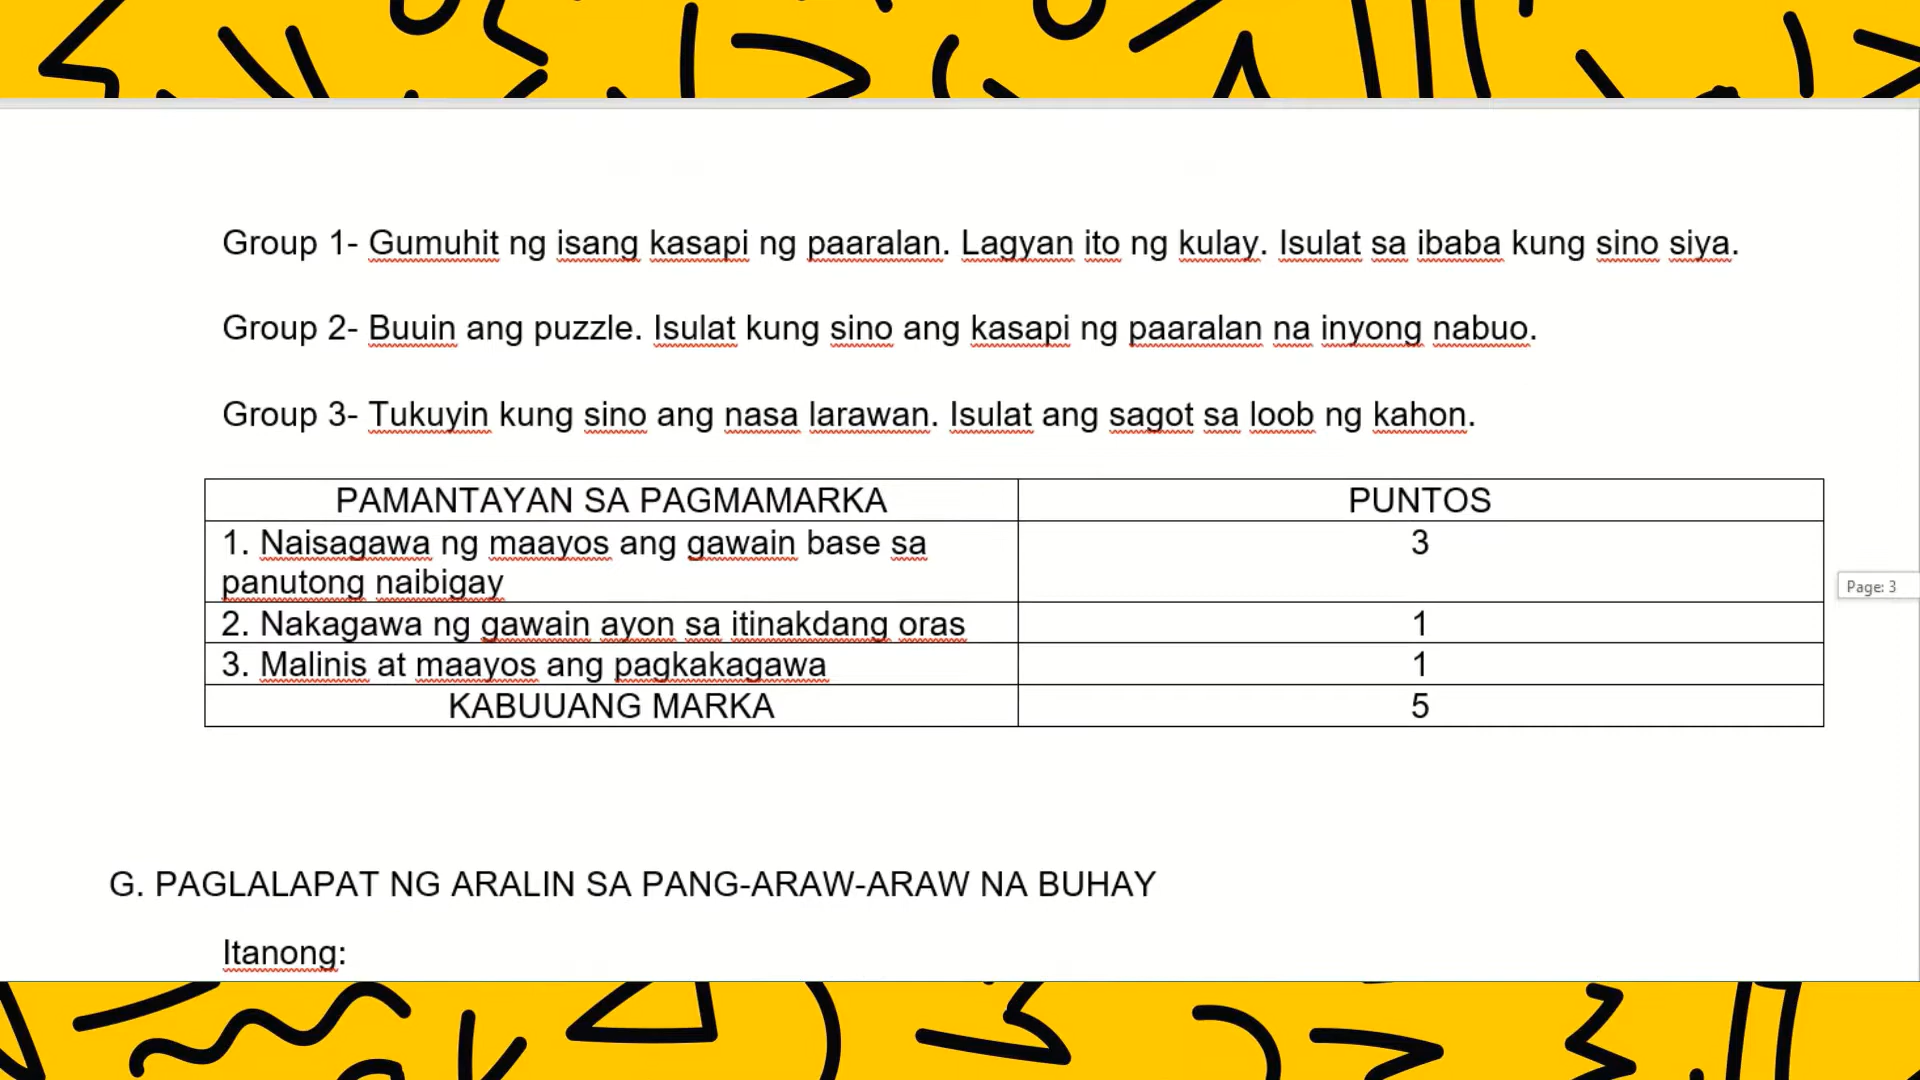 Group 1- Gumuhit ng isang kasapi ng paaralan. Lagyan ito ng kulay. Isulat sa ibaba kung sino siya.
Group 2- Buuin ang puzzle. Isulat kung sino ang kasapi ng paaralan na inyong nabuo.
Group 3- Tukuyin kung sino ang nasa larawan. Isulat ang sagot sa loob ng kahon.
PAMANTAYAN SA PAGMAMARKA PUNTOS
1. Naisagawa ng maayos ang gawain base sa 3
panutong naibigay
Page: 3
2. Nakagawa ng gawain ayon sa itinakdang oras 1
3. Malinis at maayos ang pagkakagawa 1
KABUUANG MARKA 5
G. PAGLALAPAT NG ARALIN SA PANG-ARAW-ARAW NA BUHAY
Itanong: